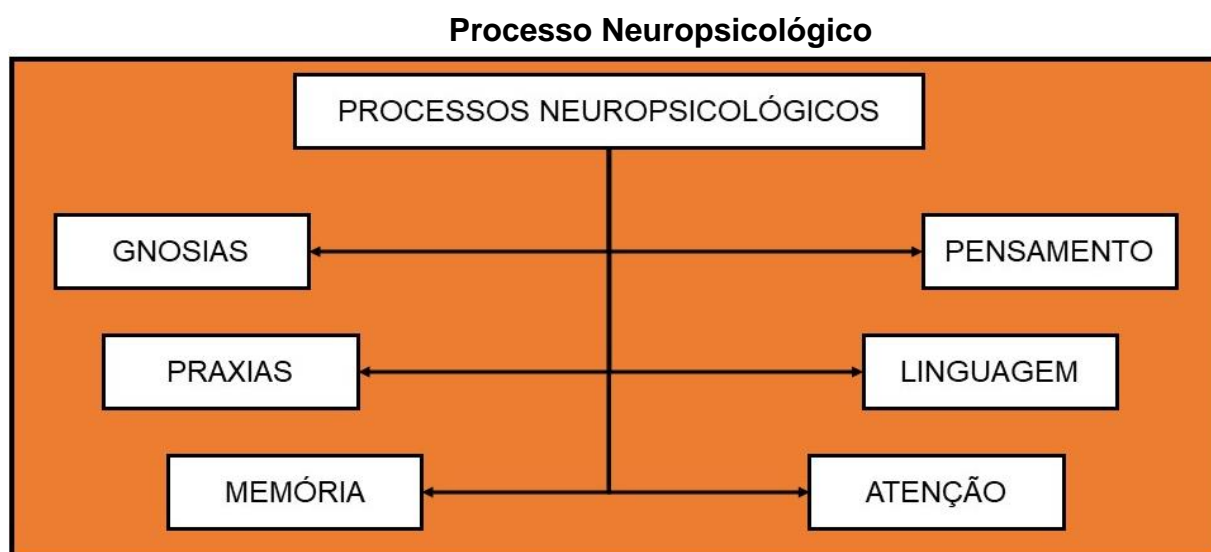 Processo Neuropsicológico
PROCESSOS NEUROPSICOLÓGICOS
GNOSIAS
PENSAMENTO
PRAXIAS
LINGUAGEM
MEMÓRIA
ATENÇÃO